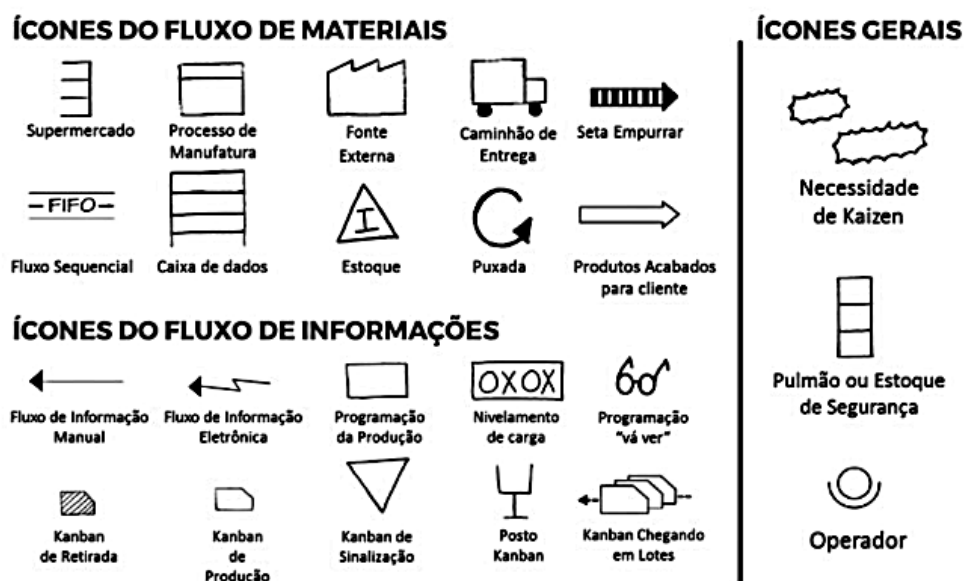 ÍCONES DO FLUXO DE MATERIAIS
Supermercado
Processo de
Manufatura
Fonte
Externa
Caminhão de
Entrega
Seta Empurrar
FIFO
Fluxo Sequencial
Caixa de dados
I
Estoque
Puxada
Produtos Acabados
para cliente
ÍCONES DO FLUXO DE INFORMAÇÕES
Fluxo de Informação
Manual
Fluxo de Informação
Eletrônica
Programação
da Produção
OXOX
Nivelamento
de carga
Programação
“vá ver”
Kanban
de Retirada
Kanban
de
Produção
Kanban de
Sinalização
Posto
Kanban
Kanban Chegando
em Lotes
ÍCONES GERAIS
Necessidade
de Kaizen
Pulmão ou Estoque
de Segurança
Operador